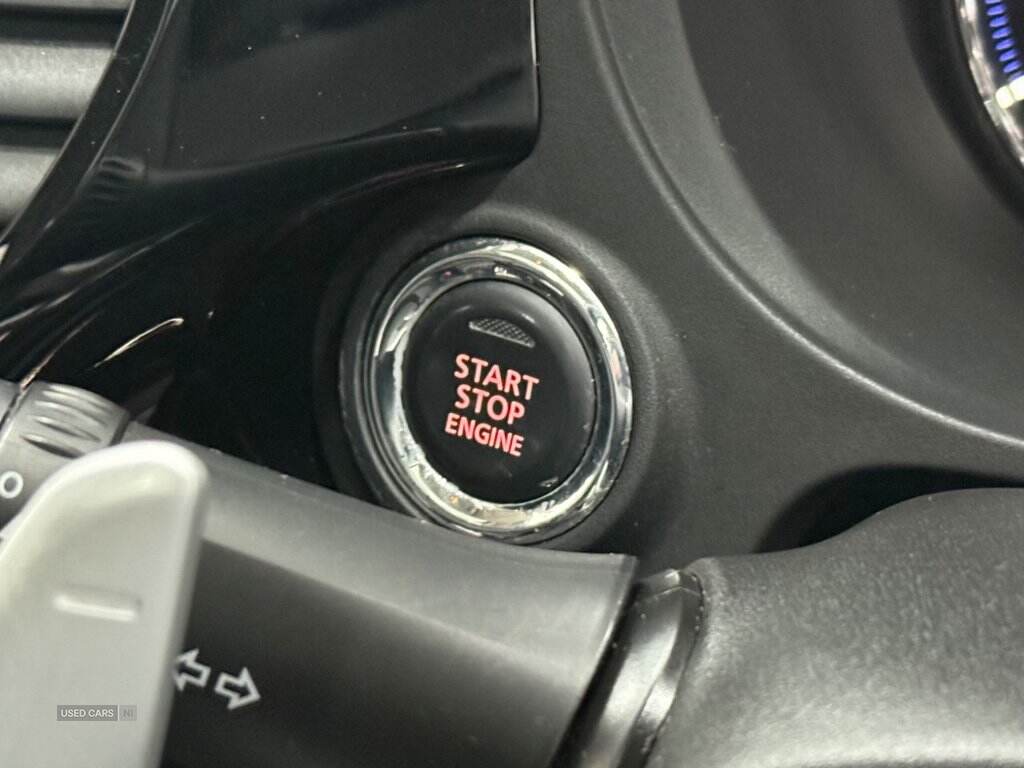 START
STOP
ENGINE
USED CARS NI